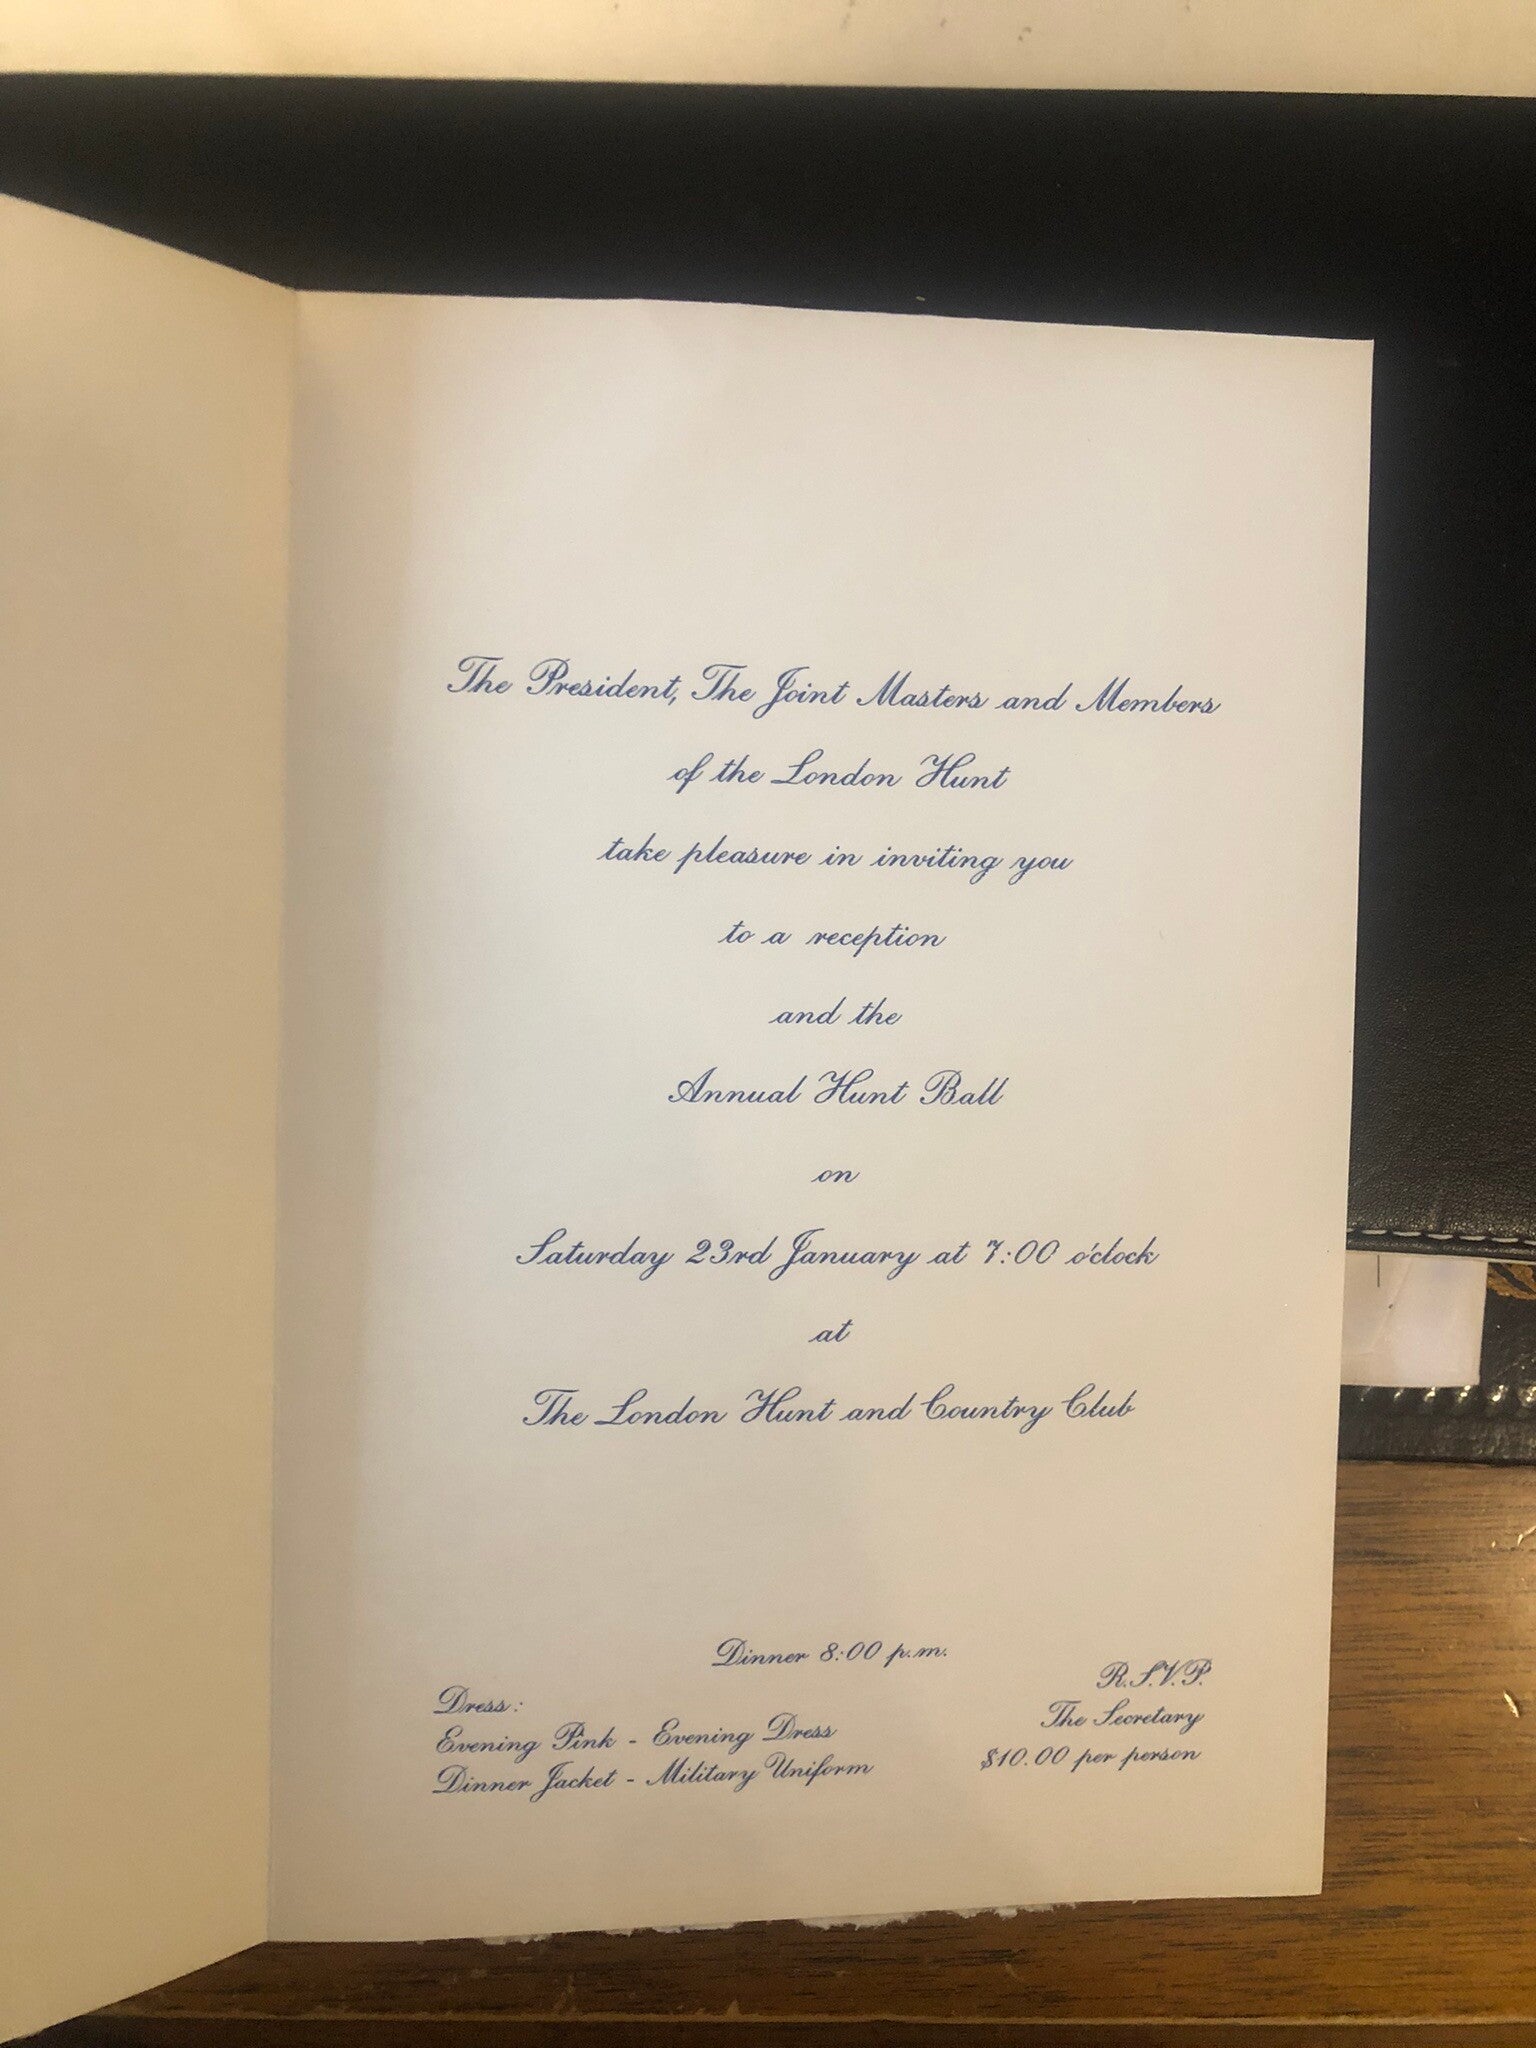 The President, The Joint Masters and Members
of the London Hunt
take pleasure in inviting you
to a reception
and the
Annual Hunt Ball
on
Saturday 23rd January at 7:00 o'clock
at
The London Hunt and Country Club
Dinner 8:00 p.m.
Dress:
Evening Pink - Evening Dress
Dinner Jacket - Military Uniform
R.S.V.P.
The Secretary
$10.00 per person